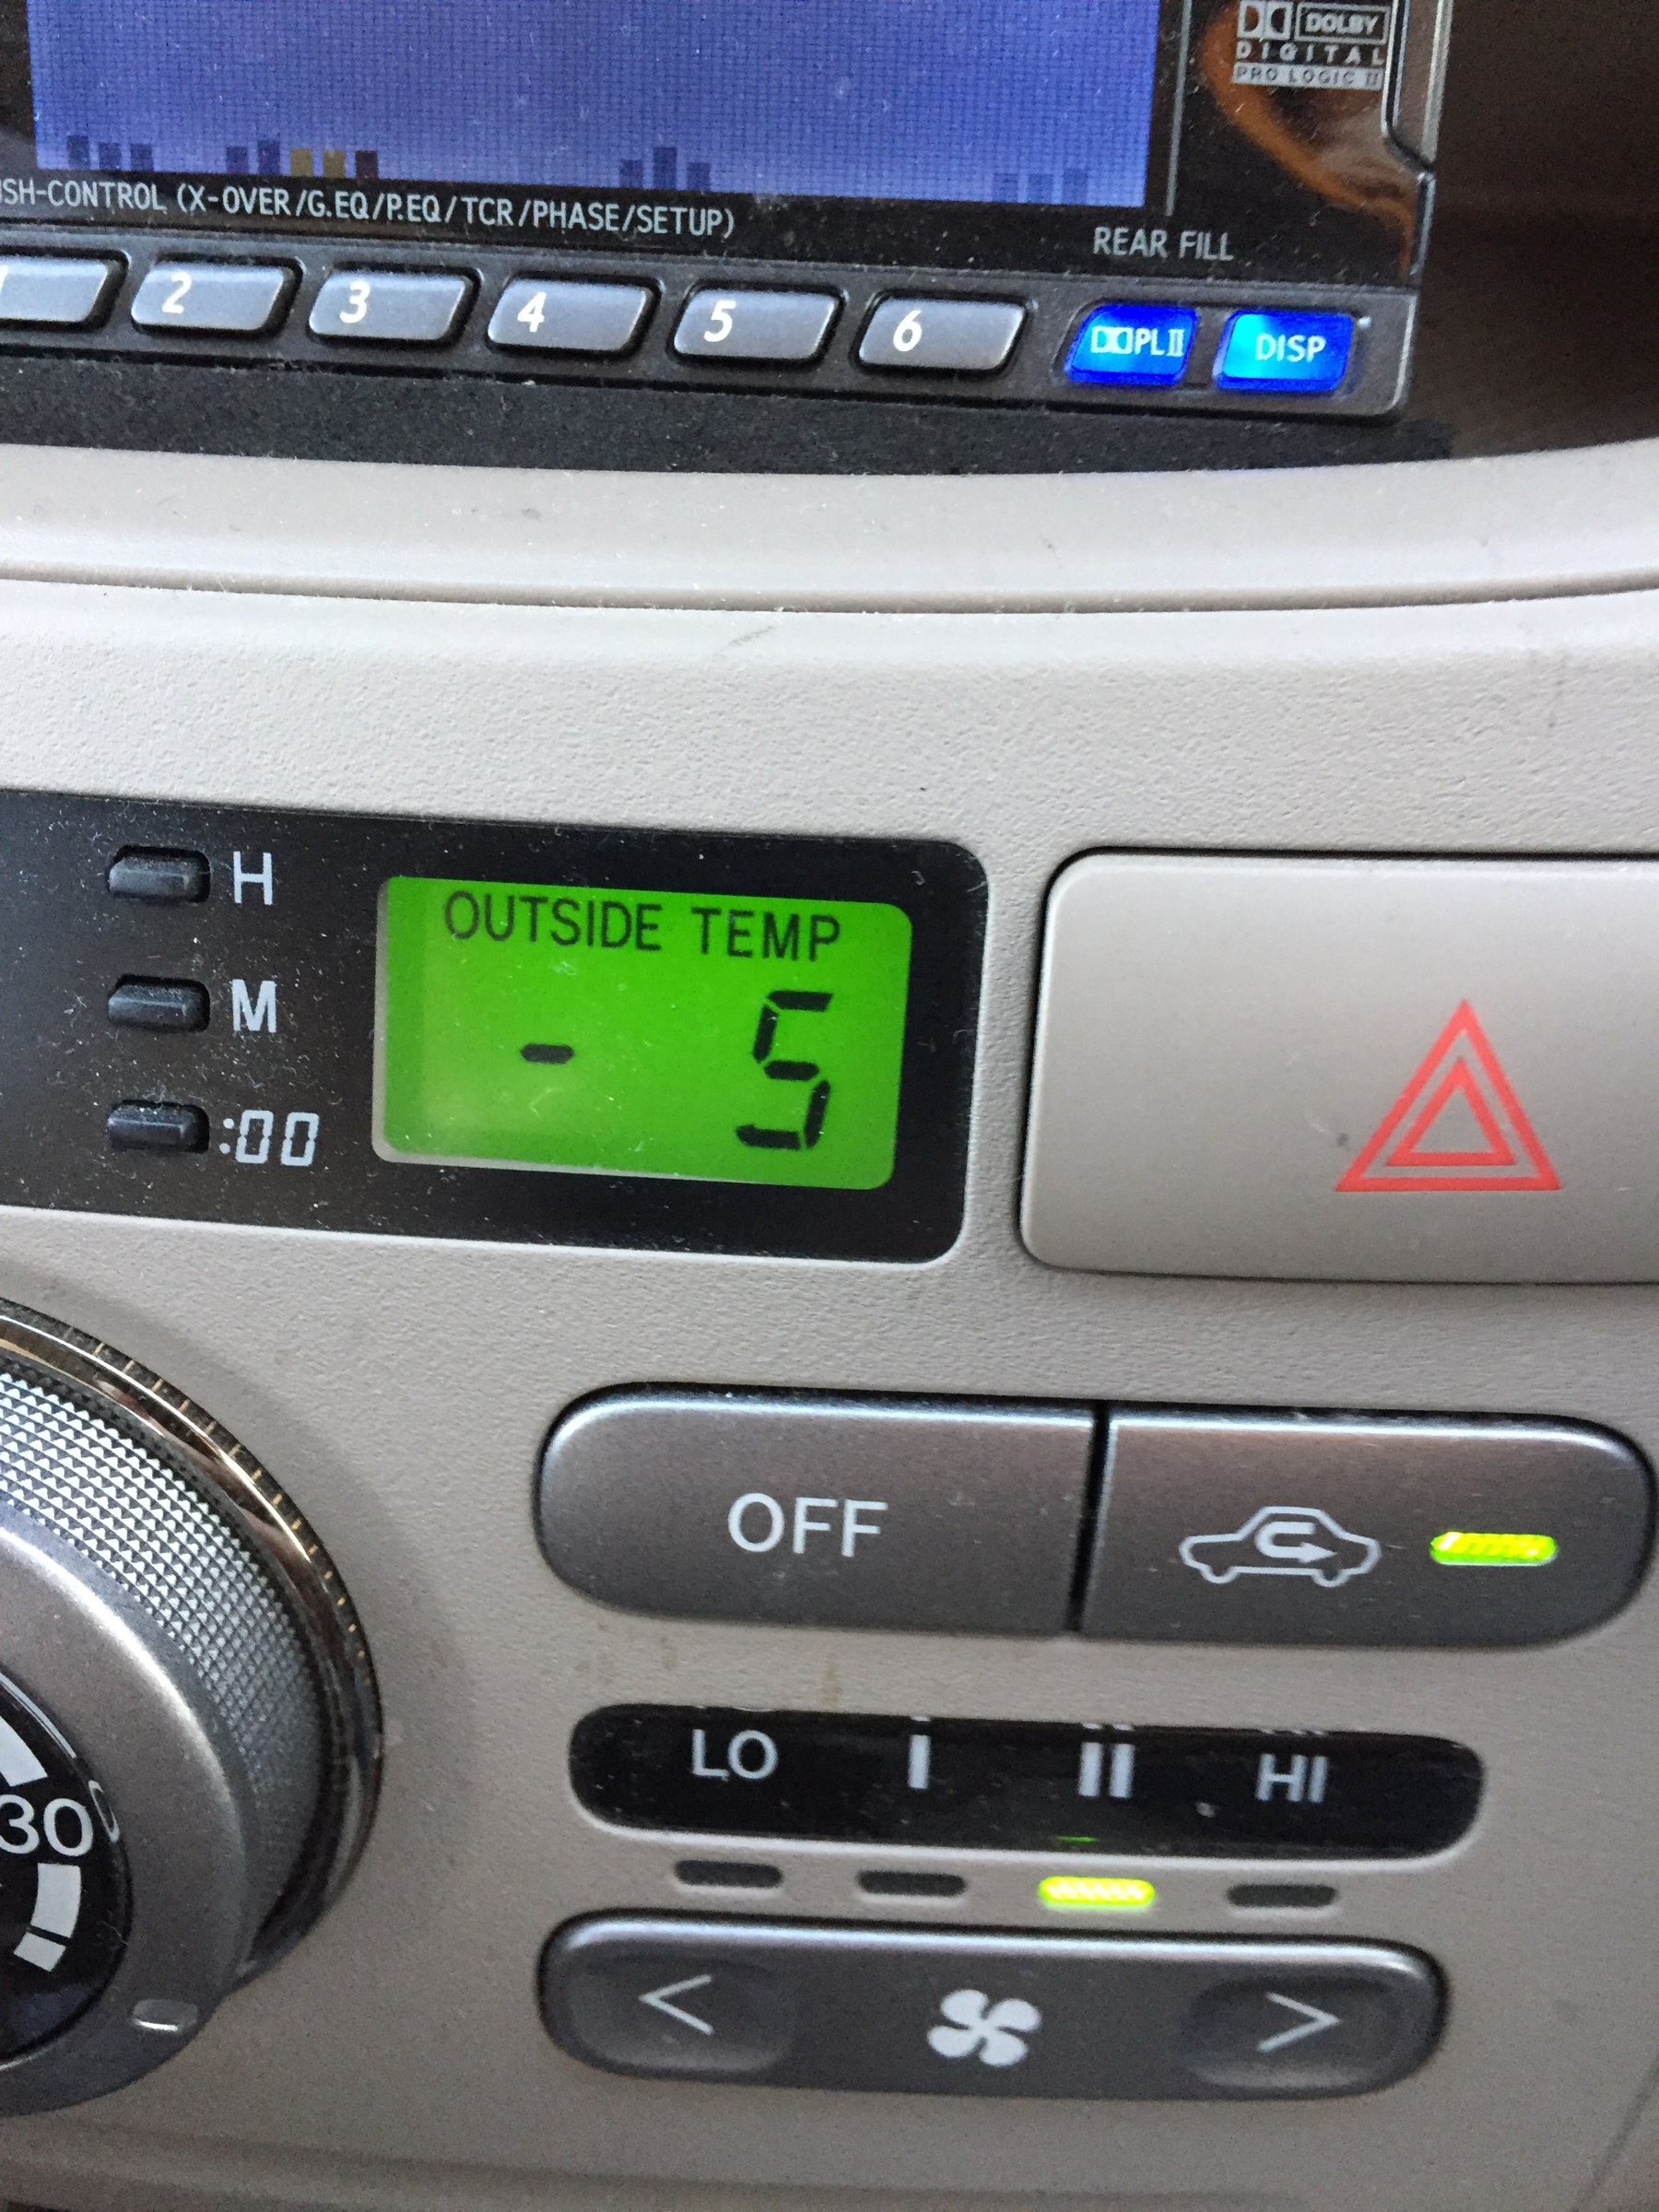 DOLBY
DIGITAL
PRO LOGIC II
SH-CONTROL (X-OVER/G.EQ/P.EQ/TCR/PHASE/SETUP)
REAR FILL
1 2 3 4 5 6 PLII DISP
H
OUTSIDE TEMP
M
- 5
:00
OFF
LO I II HI
30
< >